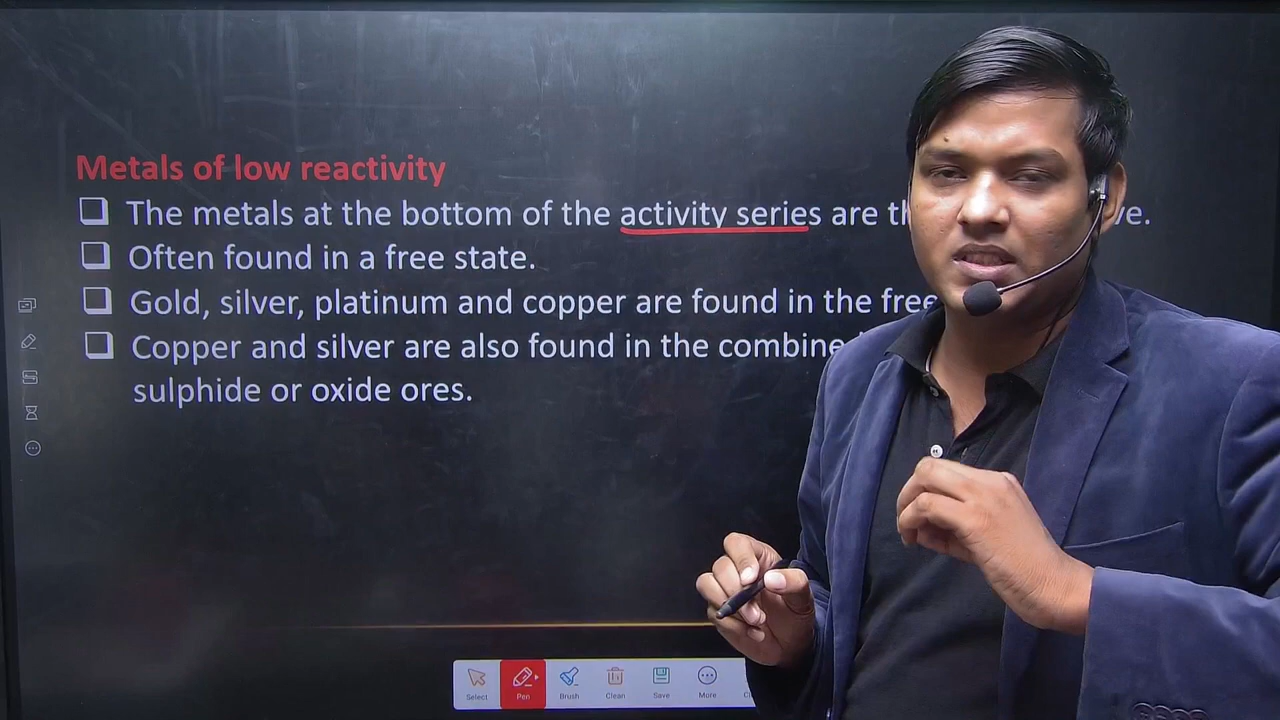 Metals of low reactivity
The metals at the bottom of the activity series are
Often found in a free state.
Gold, silver, platinum and copper are found in the free
Copper and silver are also found in the
sulphide or oxide ores.
Select Pen Brush Clean Save More